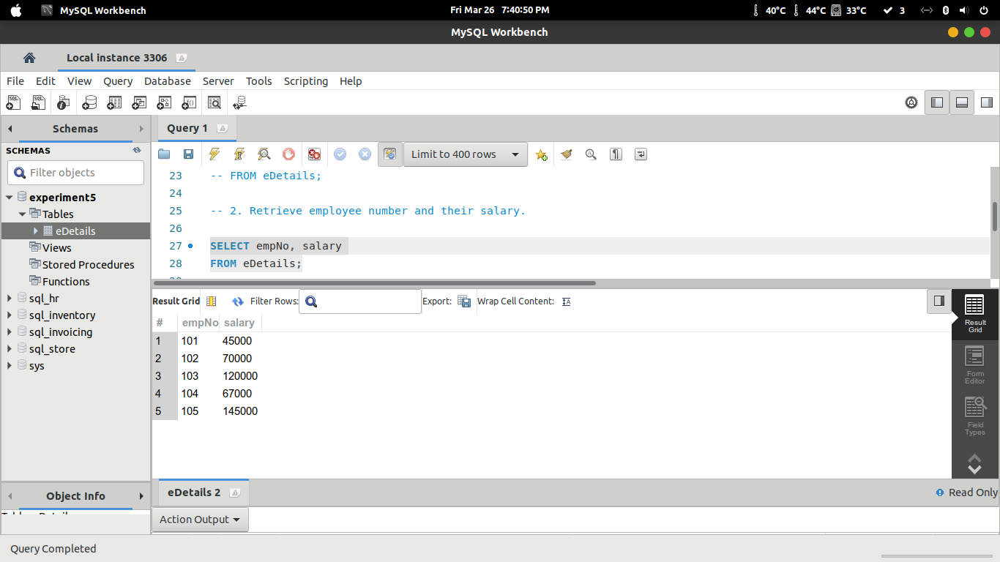 MySQL Workbench
Fri Mar 26 7:40:50 PM
40°C 44°C 33°C 3
MySQL Workbench
Local instance 3306
File Edit View Query Database Server Tools Scripting Help
Schemas
Query 1
SCHEMAS
Filter objects
experiment5
Tables
eDetails
Views
Stored Procedures
Functions
sql_hr
sql_inventory
sql_invoicing
sql_store
sys
Limit to 400 rows
23 -- FROM eDetails;
24
25 -- 2. Retrieve employee number and their salary.
26
27 SELECT empNo, salary
28 FROM eDetails;
Result Grid Filter Rows: Export: Wrap Cell Content:
# empNo salary
1 101 45000
2 102 70000
3 103 120000
4 104 67000
5 105 145000
Result
Grid
Form
Editor
Field
Types
Object Info
eDetails 2
Read Only
Action Output
Query Completed